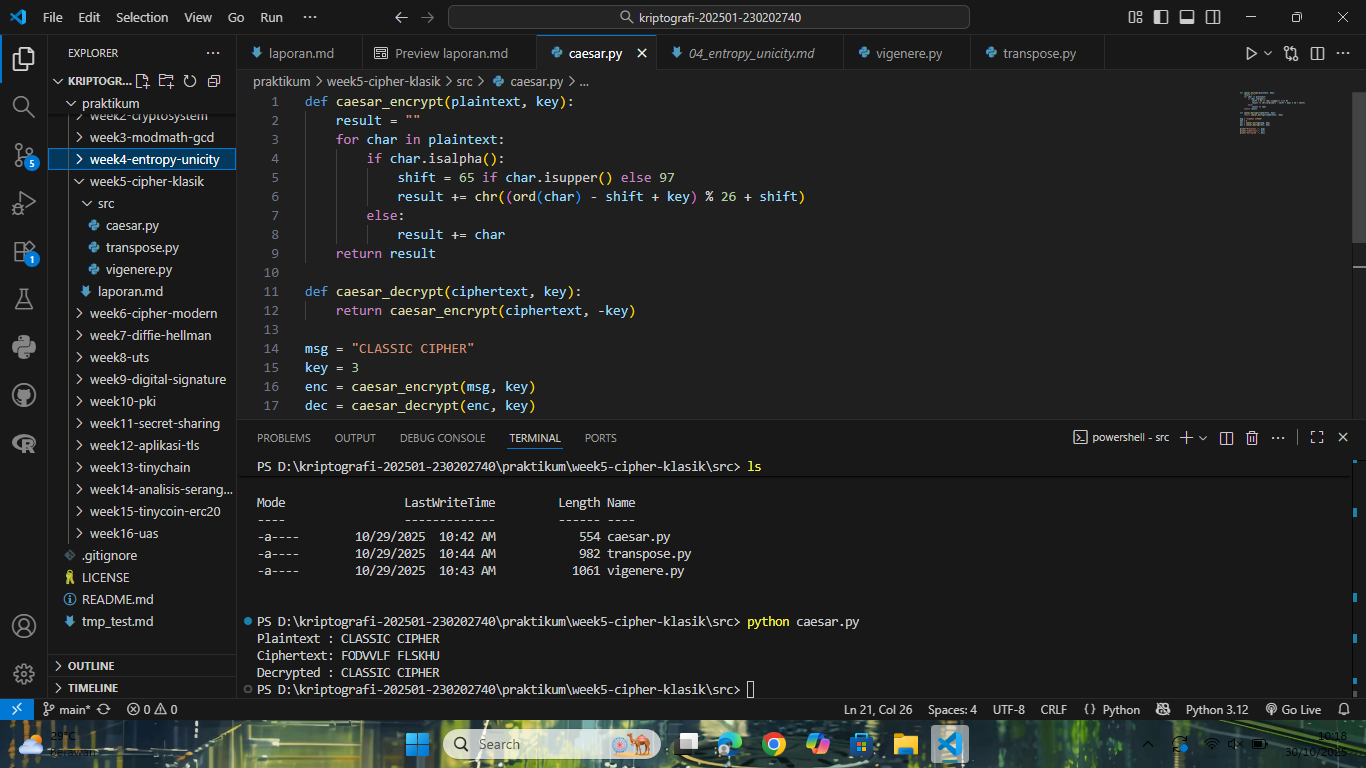 File Edit Selection View Go Run ··· kriptografi-202501-230202740
EXPLORER ···
KRIPTOGR...
praktikum
week2-cryptosystem
week3-modmath-gcd
week4-entropy-unicity
week5-cipher-klasik
src
caesar.py
transpose.py
vigenere.py
laporan.md
week6-cipher-modern
week7-diffie-hellman
week8-uts
week9-digital-signature
week10-pki
week11-secret-sharing
week12-aplikasi-tls
week13-tinychain
week14-analisis-serang...
week15-tinycoin-erc20
week16-uas
.gitignore
LICENSE
README.md
tmp_test.md
OUTLINE
TIMELINE
5
1
laporan.md Preview laporan.md caesar.py 04_entropy_unicity.md vigenere.py transpose.py
praktikum > week5-cipher-klasik > src > caesar.py > ...
1 def caesar_encrypt(plaintext, key):
2 result = ""
3 for char in plaintext:
4 if char.isalpha():
5 shift = 65 if char.isupper() else 97
6 result += chr((ord(char) - shift + key) % 26 + shift)
7 else:
8 result += char
9 return result
10
11 def caesar_decrypt(ciphertext, key):
12 return caesar_encrypt(ciphertext, -key)
13
14 msg = "CLASSIC CIPHER"
15 key = 3
16 enc = caesar_encrypt(msg, key)
17 dec = caesar_decrypt(enc, key)
PROBLEMS OUTPUT DEBUG CONSOLE TERMINAL PORTS powershell - src
PS D:\kriptografi-202501-230202740\praktikum\week5-cipher-klasik\src> ls
Mode LastWriteTime Length Name
---- ------------- ------ ----
-a---- 10/29/2025 10:42 AM 554 caesar.py
-a---- 10/29/2025 10:44 AM 982 transpose.py
-a---- 10/29/2025 10:43 AM 1061 vigenere.py
PS D:\kriptografi-202501-230202740\praktikum\week5-cipher-klasik\src> python caesar.py
Plaintext : CLASSIC CIPHER
Ciphertext: FODVVLF FLSKHU
Decrypted : CLASSIC CIPHER
PS D:\kriptografi-202501-230202740\praktikum\week5-cipher-klasik\src>
main* 0 0 Ln 21, Col 26 Spaces: 4 UTF-8 CRLF {} Python Python 3.12 Go Live
Search
10:18
30/10/2025